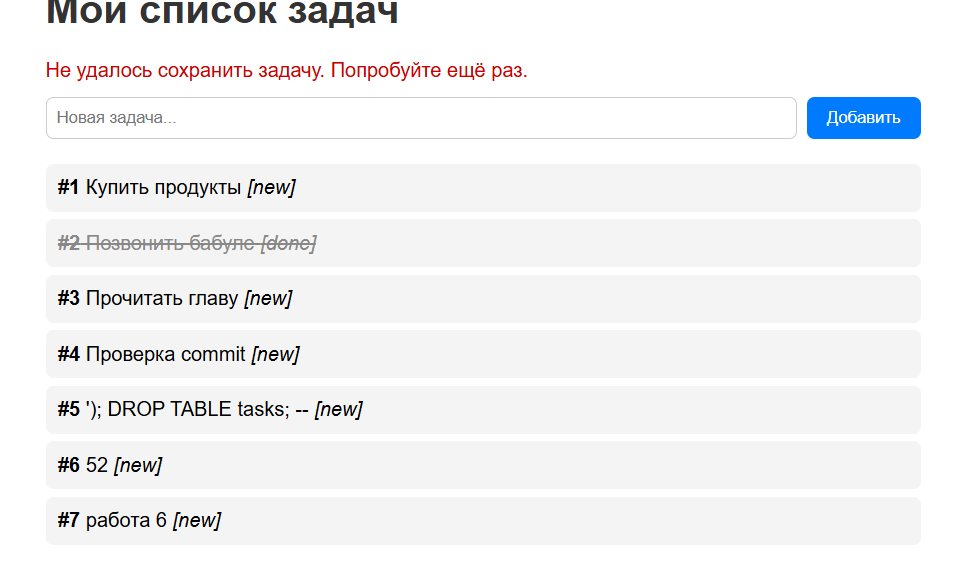 Мой список задач
Не удалось сохранить задачу. Попробуйте ещё раз.
Новая задача...
Добавить
#1 Купить продукты [new]
#2 Позвонить бабуле [done]
#3 Прочитать главу [new]
#4 Проверка commit [new]
#5 '); DROP TABLE tasks; -- [new]
#6 52 [new]
#7 работа 6 [new]